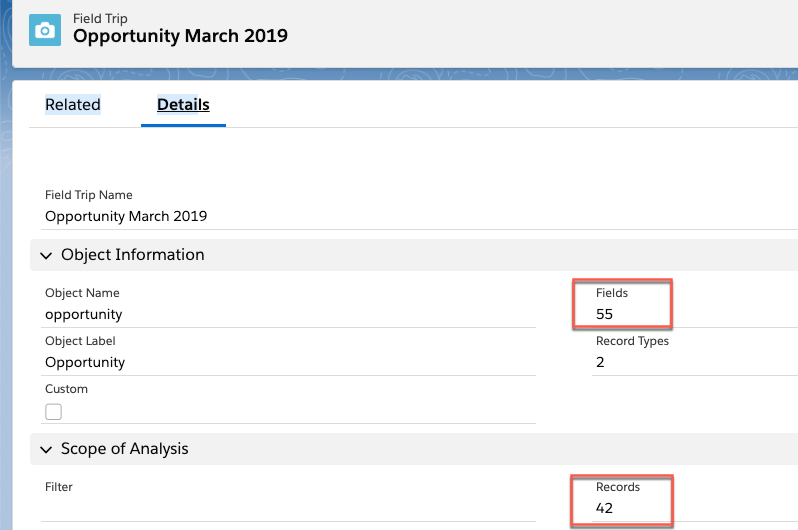 Field Trip
Opportunity March 2019
Related
Details
Field Trip Name
Opportunity March 2019
Object Information
Object Name
opportunity
Fields
55
Object Label
Opportunity
Record Types
2
Custom
Scope of Analysis
Filter
Records
42